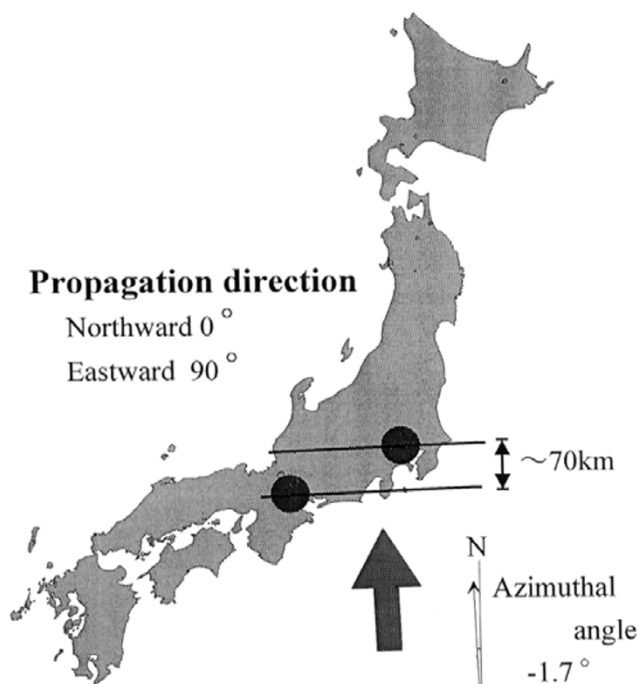 Propagation direction
Northward 0°
Eastward 90°
～70km
N
Azimuthal
angle
-1.7°